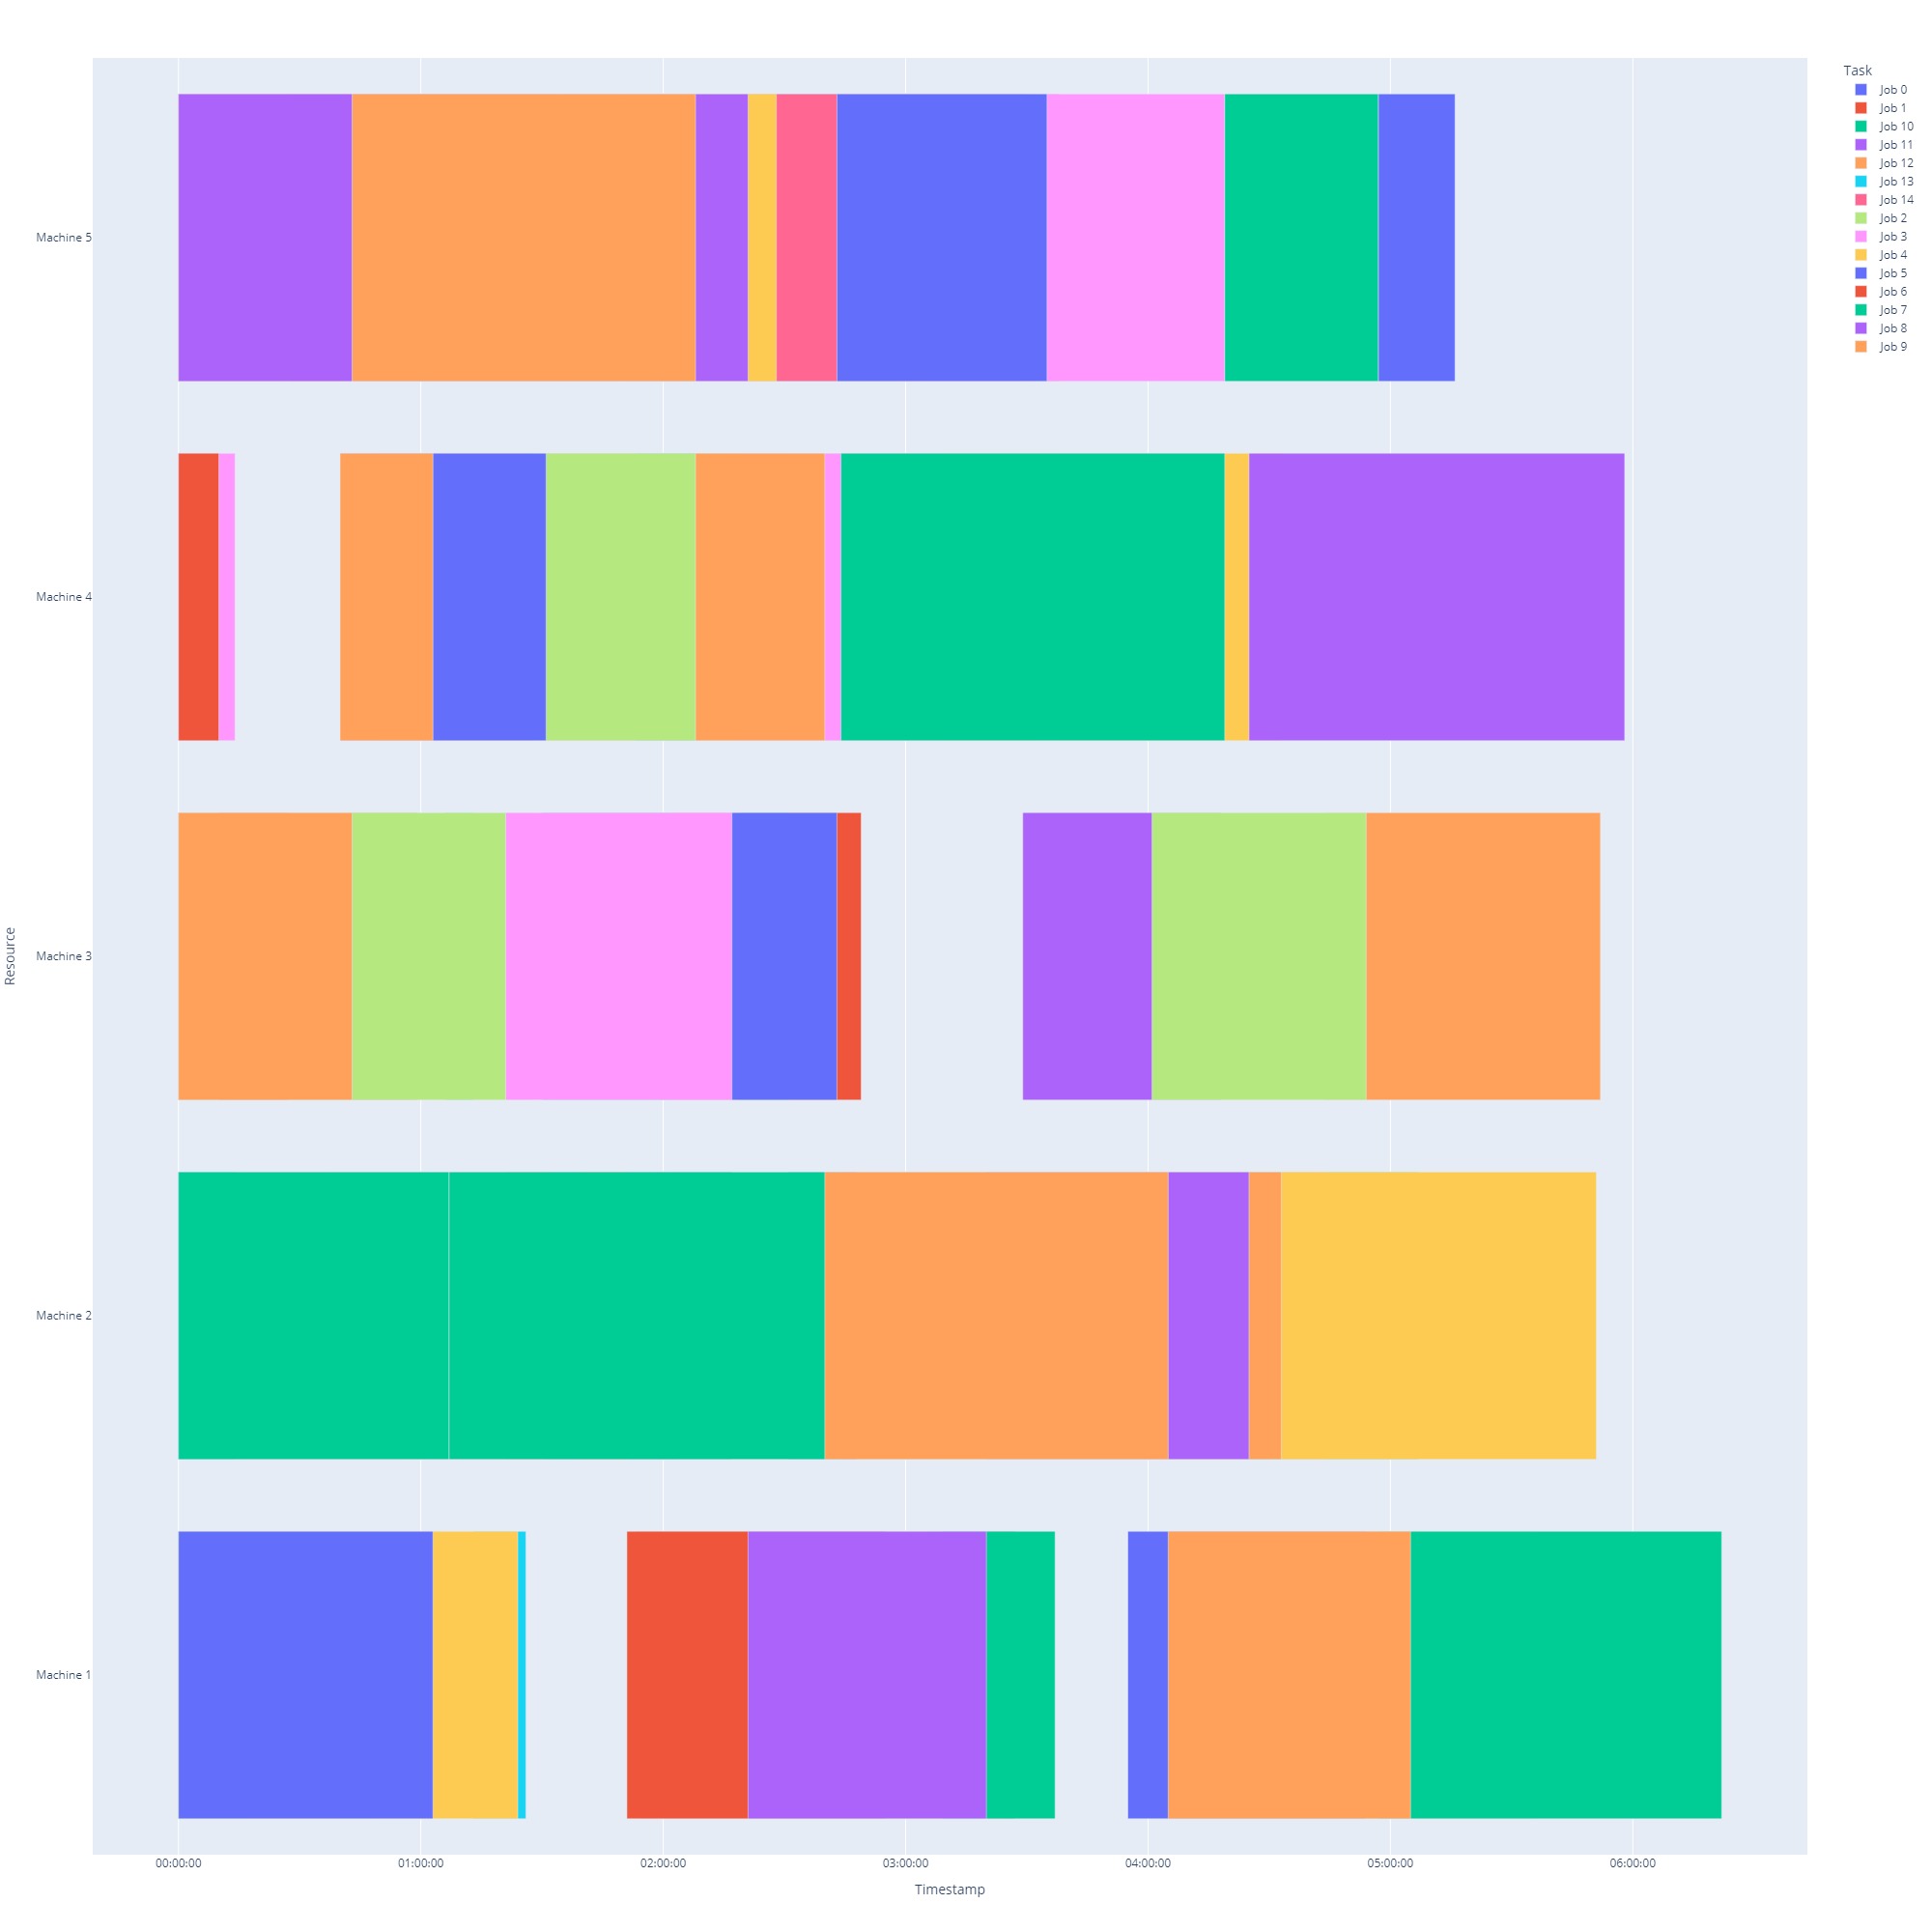 Task
Job 0
Job 1
Job 10
Job 11
Job 12
Job 13
Job 14
Job 2
Job 3
Job 4
Job 5
Job 6
Job 7
Job 8
Job 9
Machine 5
Machine 4
Machine 3
Machine 2
Machine 1
Resource
00:00:00 01:00:00 02:00:00 03:00:00 04:00:00 05:00:00 06:00:00
Timestamp